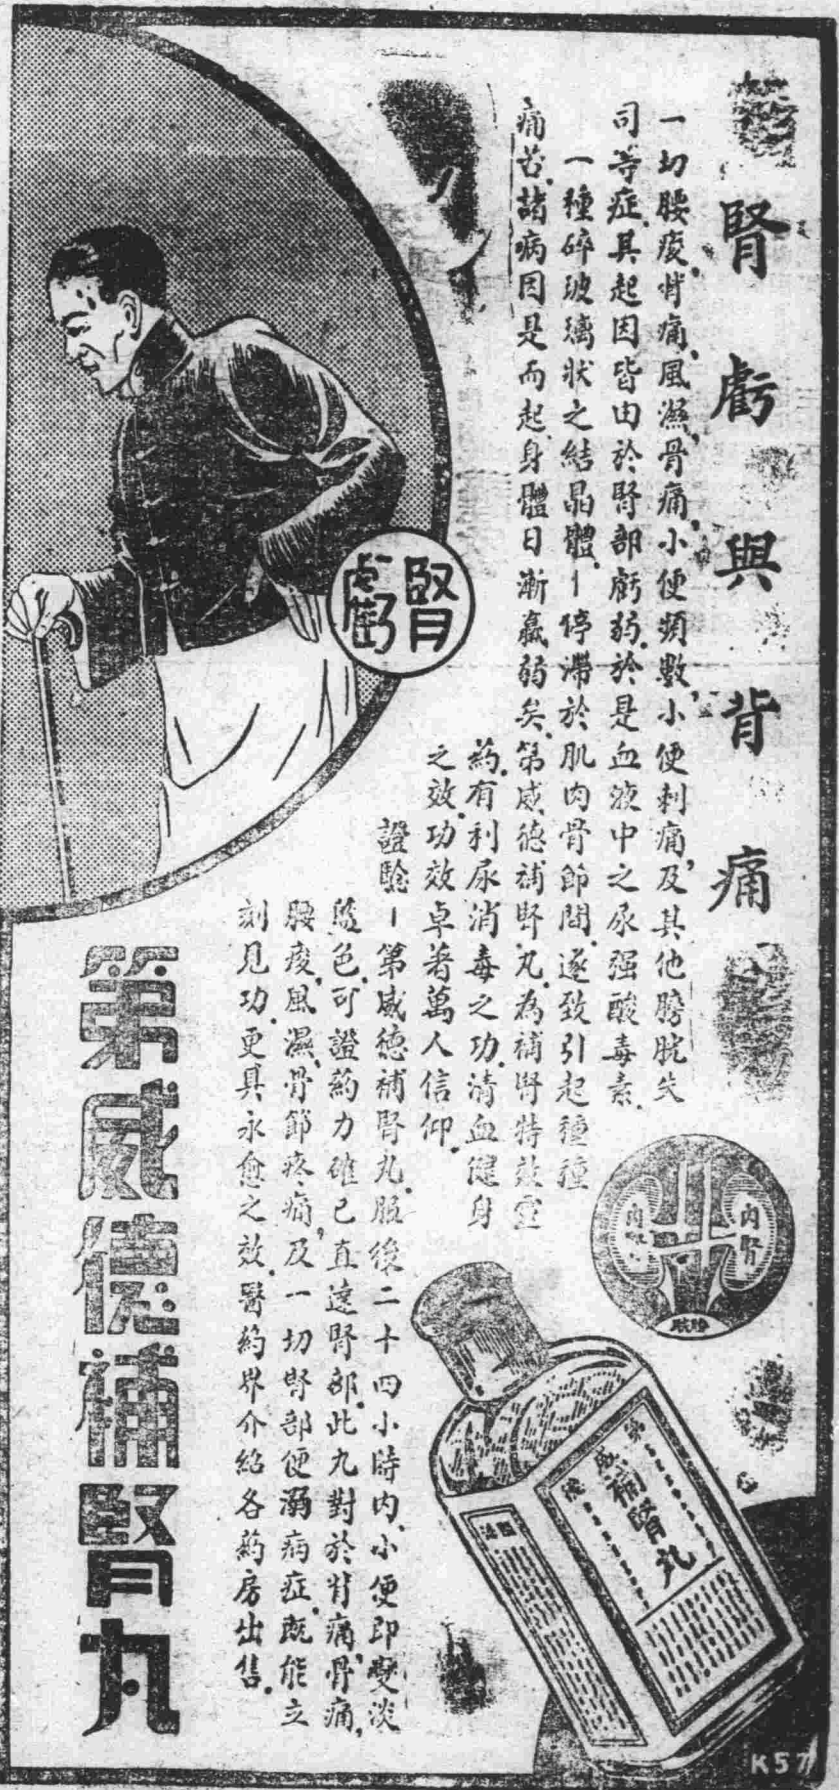 腎虧與背痛
一切腰痠背痛，風濕骨痛，小便頻數，小便刺痛，及其他膀胱失
司等症，其起因皆由於腎部虧弱，於是血液中之尿强酸毒素，
一種碎玻璃狀之結晶體，—停滯於肌肉骨節間，遂致引起種種
痛苦，諸病因是而起，身體日漸羸弱矣，第威德補腎丸，為補腎特效靈
藥，有利尿消毒之功，清血健身
之效，功效卓著萬人信仰，
證驗—第威德補腎丸，服後二十四小時内，小便即變淡
藍色，可證藥力確已直達腎部，此丸對於背痛，骨痛，
腰痠，風濕，骨節疼痛，及一切腎部便溺病症，既能立
刻見功，更具永愈之效，醫藥界介紹各藥房出售，
腎虧
内腎
膀胱
補腎丸
第威德補腎丸
K57